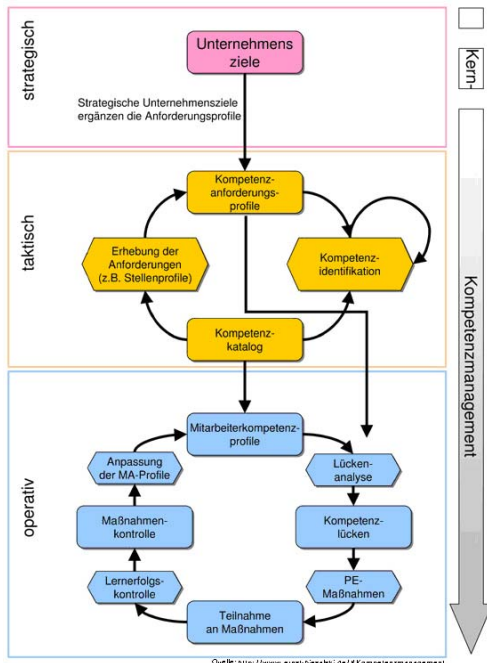 strategisch
Unternehmens
ziele
Strategische Unternehmensziele
ergänzen die Anforderungsprofile
Kern-
taktisch
Kompetenz-
anforderungs-
profile
Erhebung der
Anforderungen
(z.B. Stellenprofile)
Kompetenz-
identifikation
Kompetenz-
katalog
Kompetenzmanagement
operativ
Mitarbeiterkompetenz-
profile
Anpassung
der MA-Profile
Lücken-
analyse
Maßnahmen-
kontrolle
Kompetenz-
lücken
Lernerfolgs-
kontrolle
PE-
Maßnahmen
Teilnahme
an Maßnahmen
Quelle: